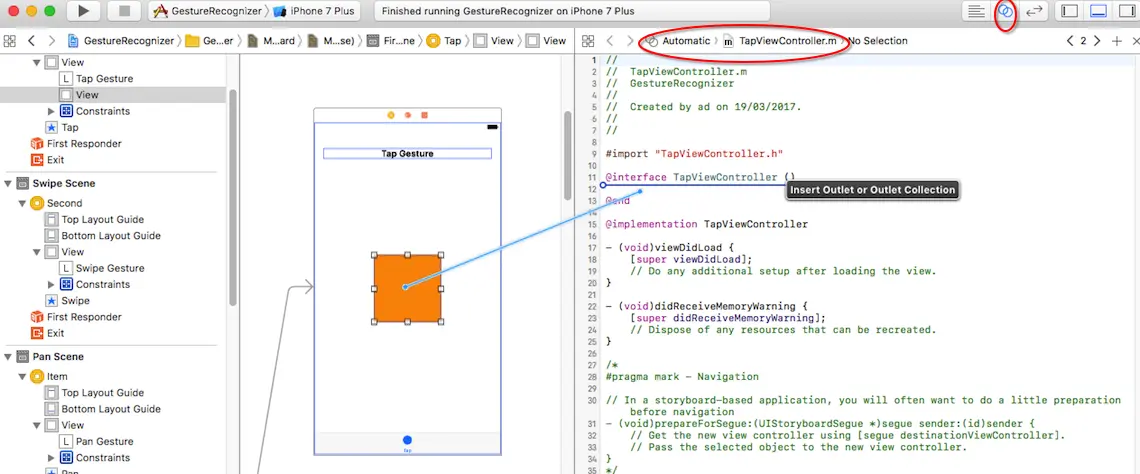 GestureRecognizer iPhone 7 Plus
Finished running GestureRecognizer on iPhone 7 Plus
GestureRecognizer Ge...er M...ard M...se) Fir...ne Tap View View
Automatic TapViewController.m No Selection
2
View
Tap Gesture
View
Constraints
Tap
First Responder
Exit
Swipe Scene
Second
Top Layout Guide
Bottom Layout Guide
View
Swipe Gesture
Constraints
Swipe
First Responder
Exit
Pan Scene
Item
Top Layout Guide
Bottom Layout Guide
View
Pan Gesture
Constraints
Pan
Tap Gesture
1 //
2 // TapViewController.m
3 // GestureRecognizer
4 //
5 // Created by ad on 19/03/2017.
6 //
7 //
8
9 #import "TapViewController.h"
10
11 @interface TapViewController ()
12
Insert Outlet or Outlet Collection
13 @end
14
15 @implementation TapViewController
16
17 - (void)viewDidLoad {
18 [super viewDidLoad];
19 // Do any additional setup after loading the view.
20 }
21
22 - (void)didReceiveMemoryWarning {
23 [super didReceiveMemoryWarning];
24 // Dispose of any resources that can be recreated.
25 }
26
27 /*
28 #pragma mark - Navigation
29
30 // In a storyboard-based application, you will often want to do a little preparation
before navigation
31 - (void)prepareForSegue:(UIStoryboardSegue *)segue sender:(id)sender {
32 // Get the new view controller using [segue destinationViewController].
33 // Pass the selected object to the new view controller.
34 }
35 */